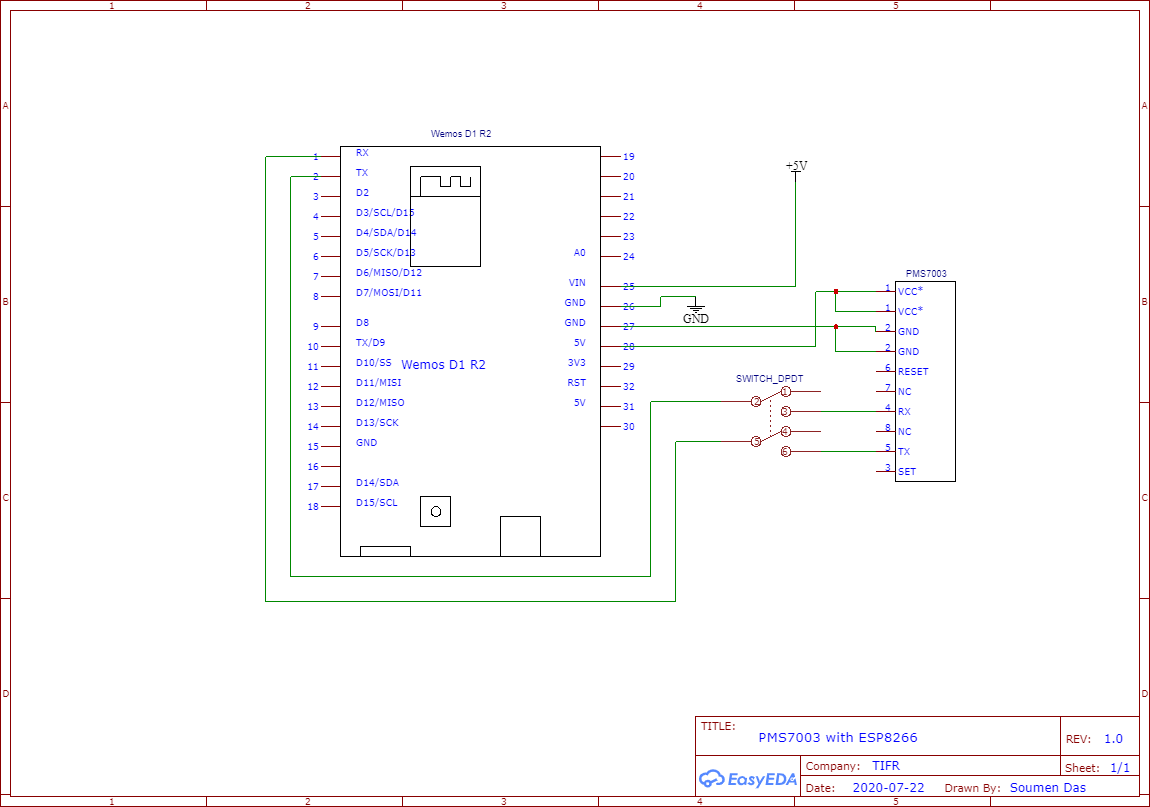 1 2 3 4 5
A A
B B
C C
D D
Wemos D1 R2
1 RX
2 TX
3 D2
4 D3/SCL/D15
5 D4/SDA/D14
6 D5/SCK/D13
7 D6/MISO/D12
8 D7/MOSI/D11
9 D8
10 TX/D9
11 D10/SS
12 D11/MISI
13 D12/MISO
14 D13/SCK
15 GND
16
17 D14/SDA
18 D15/SCL
Wemos D1 R2
19
20
21
22
23
A0 24
VIN 25
GND 26
GND 27
5V 28
3V3 29
RST 32
5V 31
30
+5V
GND
SWITCH_DPDT
1
2
3
4
5
6
PMS7003
1 VCC*
1 VCC*
2 GND
2 GND
6 RESET
7 NC
4 RX
8 NC
5 TX
3 SET
TITLE:
PMS7003 with ESP8266
REV: 1.0
EasyEDA
Company: TIFR
Sheet: 1/1
Date: 2020-07-22 Drawn By: Soumen Das
1 2 3 4 5